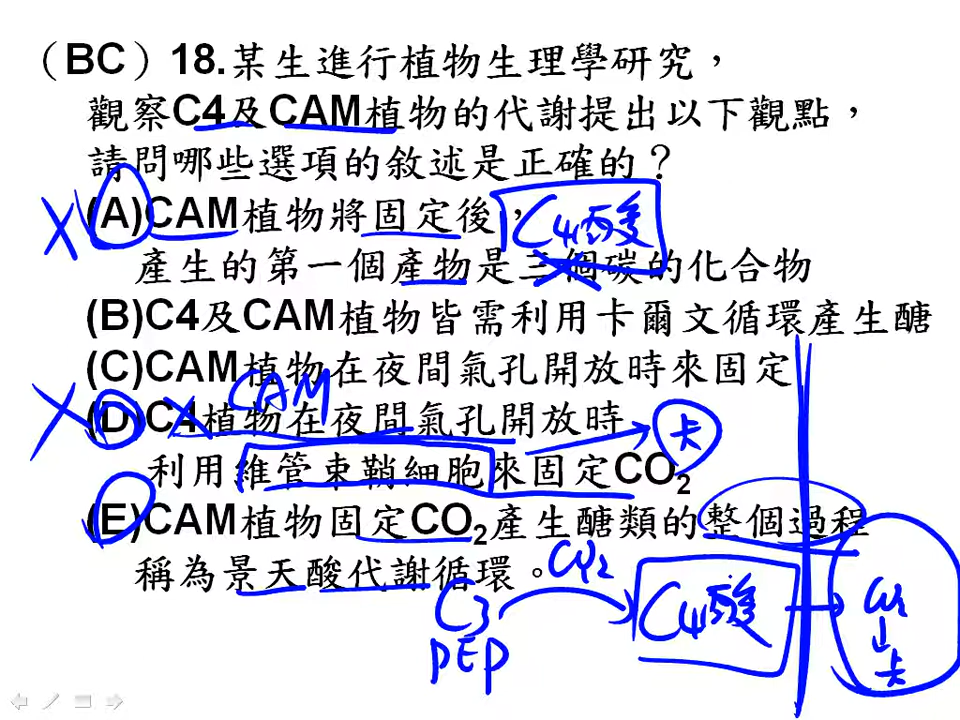 （BC）18.某生進行植物生理學研究，
觀察C4及CAM植物的代謝提出以下觀點，
請問哪些選項的敘述是正確的？
X (A)CAM植物將固定後， C4酸
產生的第一個產物是三個碳的化合物
(B)C4及CAM植物皆需利用卡爾文循環產生醣
(C)CAM植物在夜間氣孔開放時來固定
CAM
X (D)C4植物在夜間氣孔開放時 卡
利用維管束鞘細胞來固定CO2
(E)CAM植物固定CO2產生醣類的整個過程
稱為景天酸代謝循環。 CO2
C3 C4酸 CO2
PEP 卡